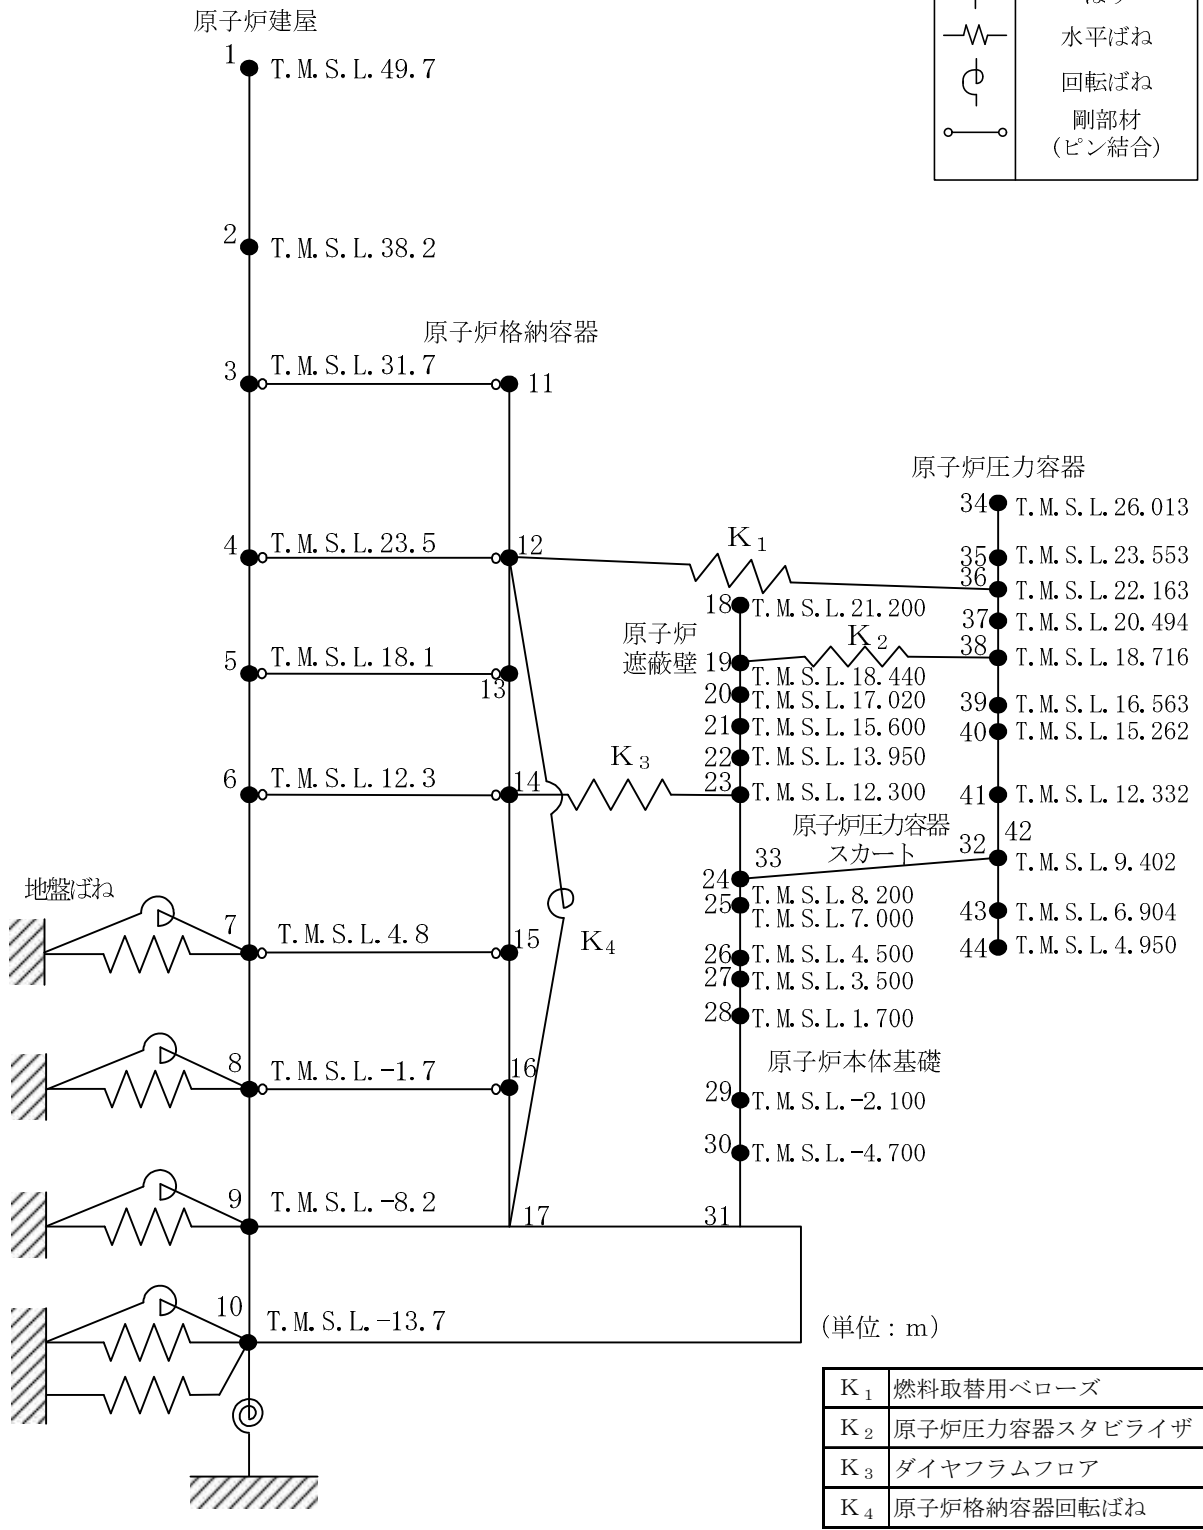 原子炉建屋
1
T.M.S.L.49.7
水平ばね
回転ばね
剛部材
(ピン結合)
2
T.M.S.L.38.2
原子炉格納容器
3
T.M.S.L.31.7
11
原子炉圧力容器
34
T.M.S.L.26.013
4
T.M.S.L.23.5
12
K1
35
T.M.S.L.23.553
36
T.M.S.L.22.163
18
T.M.S.L.21.200
37
T.M.S.L.20.494
原子炉
遮蔽壁
K2
38
T.M.S.L.18.716
5
T.M.S.L.18.1
13
19
T.M.S.L.18.440
20
T.M.S.L.17.020
39
T.M.S.L.16.563
21
T.M.S.L.15.600
40
T.M.S.L.15.262
22
T.M.S.L.13.950
K3
6
T.M.S.L.12.3
14
23
T.M.S.L.12.300
41
T.M.S.L.12.332
原子炉圧力容器
スカート
33
32
42
T.M.S.L.9.402
24
T.M.S.L.8.200
25
T.M.S.L.7.000
43
T.M.S.L.6.904
地盤ばね
7
T.M.S.L.4.8
15
K4
26
T.M.S.L.4.500
44
T.M.S.L.4.950
27
T.M.S.L.3.500
28
T.M.S.L.1.700
8
T.M.S.L.-1.7
16
原子炉本体基礎
29
T.M.S.L.-2.100
30
T.M.S.L.-4.700
9
T.M.S.L.-8.2
17
31
10
T.M.S.L.-13.7
(単位:m)
K1 燃料取替用ベローズ
K2 原子炉圧力容器スタビライザ
K3 ダイヤフラムフロア
K4 原子炉格納容器回転ばね